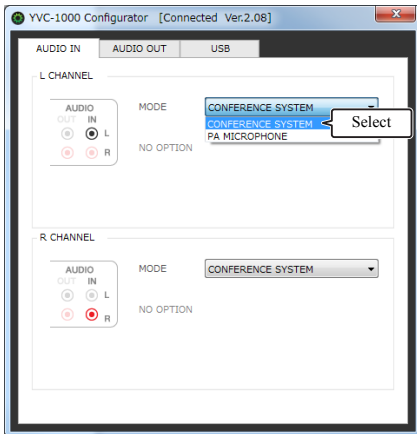 YVC-1000 Configurator [Connected Ver.2.08]
AUDIO IN AUDIO OUT USB
L CHANNEL
AUDIO
OUT IN
L
R
MODE CONFERENCE SYSTEM
CONFERENCE SYSTEM
PA MICROPHONE
Select
NO OPTION
R CHANNEL
AUDIO
OUT IN
L
R
MODE CONFERENCE SYSTEM
NO OPTION